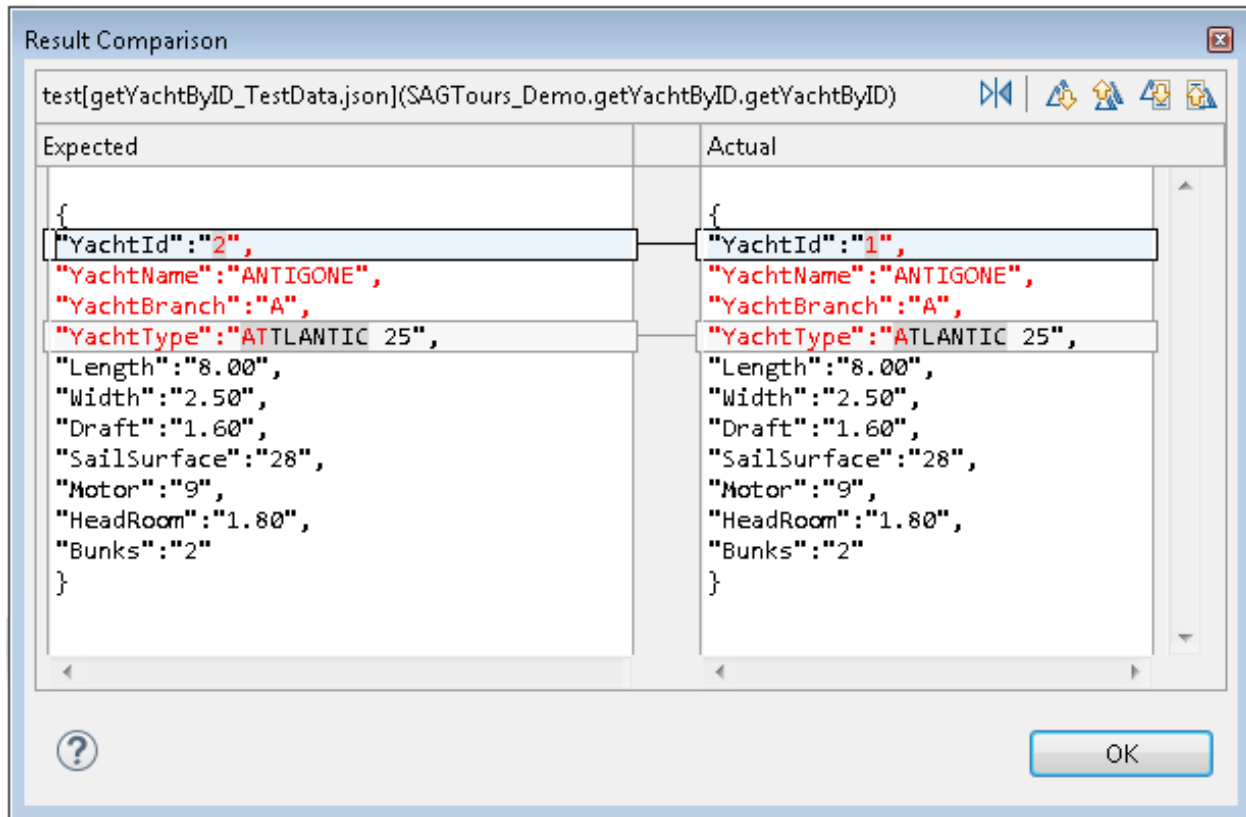 Result Comparison
test[getYachtByID_TestData.json](SAGTours_Demo.getYachtByID.getYachtByID)
Expected
{
"YachtId":"2",
"YachtName":"ANTIGONE",
"YachtBranch":"A",
"YachtType":"ATTLANTIC 25",
"Length":"8.00",
"Width":"2.50",
"Draft":"1.60",
"SailSurface":"28",
"Motor":"9",
"HeadRoom":"1.80",
"Bunks":"2"
}
Actual
{
"YachtId":"1",
"YachtName":"ANTIGONE",
"YachtBranch":"A",
"YachtType":"ATLANTIC 25",
"Length":"8.00",
"Width":"2.50",
"Draft":"1.60",
"SailSurface":"28",
"Motor":"9",
"HeadRoom":"1.80",
"Bunks":"2"
}
?
OK